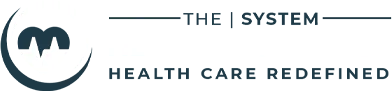 THE | SYSTEM
HEALTH CARE REDEFINED